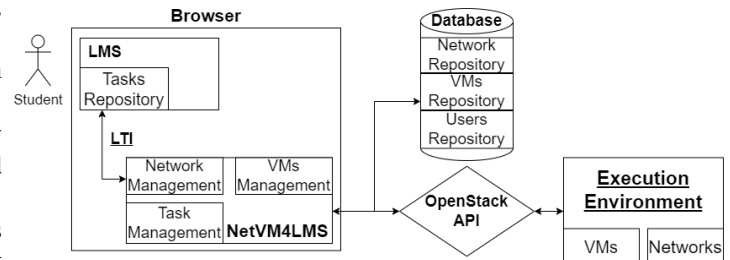 Browser
LMS
Tasks
Repository
Student
LTI
Network
Management
VMs
Management
Task
Management
NetVM4LMS
Database
Network
Repository
VMs
Repository
Users
Repository
OpenStack
API
Execution
Environment
VMs
Networks